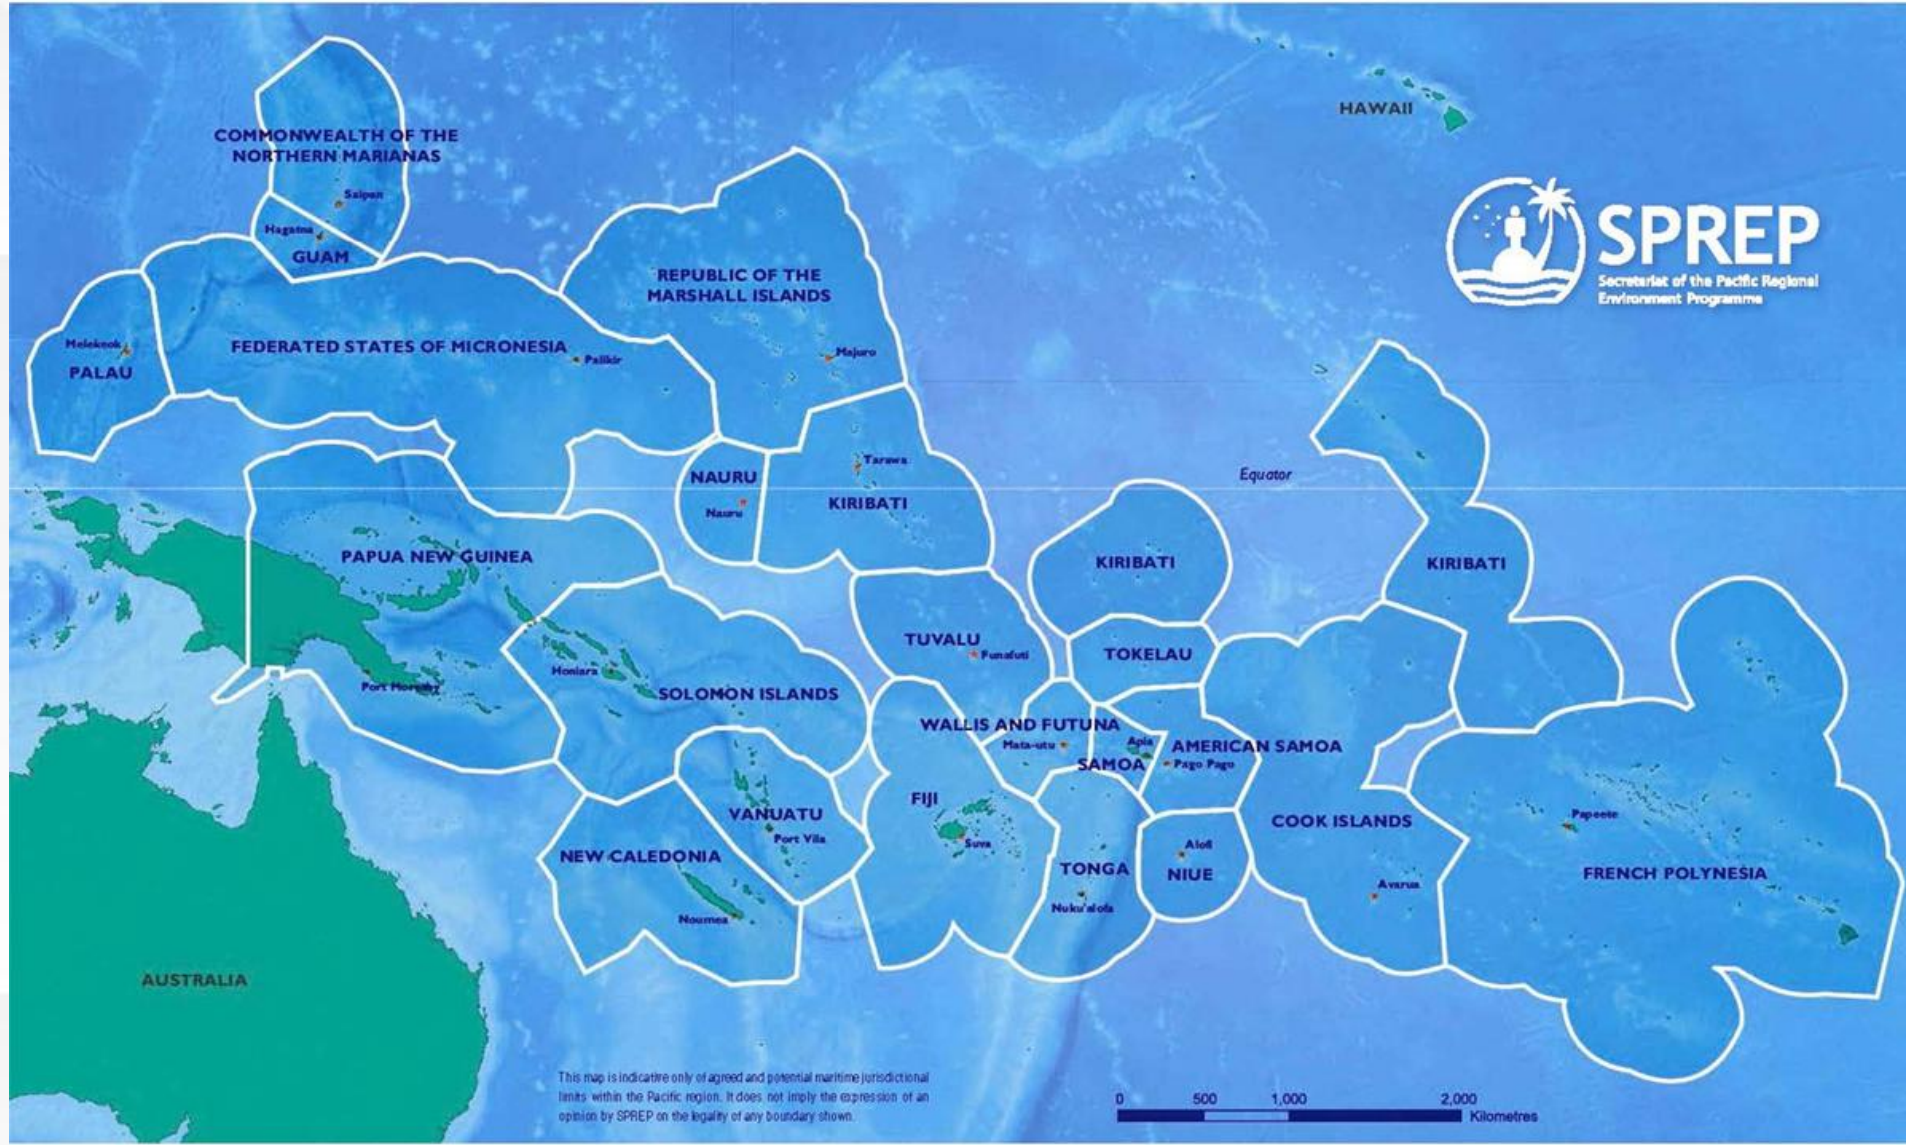 HAWAII
COMMONWEALTH OF THE
NORTHERN MARIANAS
Saipan
Hagatna
GUAM
SPREP
Secretariat of the Pacific Regional
Environment Programme
REPUBLIC OF THE
MARSHALL ISLANDS
Melekeok
PALAU
FEDERATED STATES OF MICRONESIA
Palikir
Majuro
Tarawa
NAURU
Nauru
KIRIBATI
Equator
PAPUA NEW GUINEA
KIRIBATI
KIRIBATI
TUVALU
Funafuti
TOKELAU
Honiara
Port Moresby
SOLOMON ISLANDS
WALLIS AND FUTUNA
Mata-utu
Apia
SAMOA
AMERICAN SAMOA
Pago Pago
FIJI
Suva
VANUATU
Port Vila
COOK ISLANDS
Papeete
NEW CALEDONIA
Noumea
TONGA
Nuku'alofa
Alofi
NIUE
Avarua
FRENCH POLYNESIA
AUSTRALIA
This map is indicative only of agreed and potential maritime jurisdictional
limits within the Pacific region. It does not imply the expression of an
opinion by SPREP on the legality of any boundary shown.
0 500 1,000 2,000
Kilometres